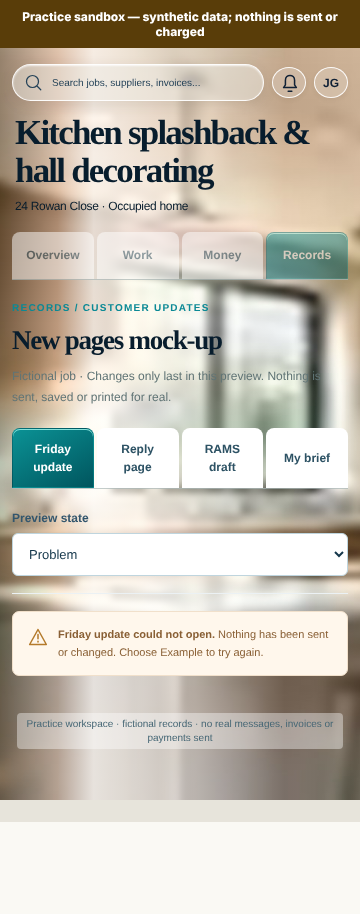 Practice sandbox — synthetic data; nothing is sent or
charged
Search jobs, suppliers, invoices...
JG
Kitchen splashback &
hall decorating
24 Rowan Close · Occupied home
Overview
Work
Money
Records
RECORDS / CUSTOMER UPDATES
New pages mock-up
Fictional job · Changes only last in this preview. Nothing is
sent, saved or printed for real.
Friday
update
Reply
page
RAMS
draft
My brief
Preview state
Problem
Friday update could not open. Nothing has been sent
or changed. Choose Example to try again.
Practice workspace · fictional records · no real messages, invoices or
payments sent